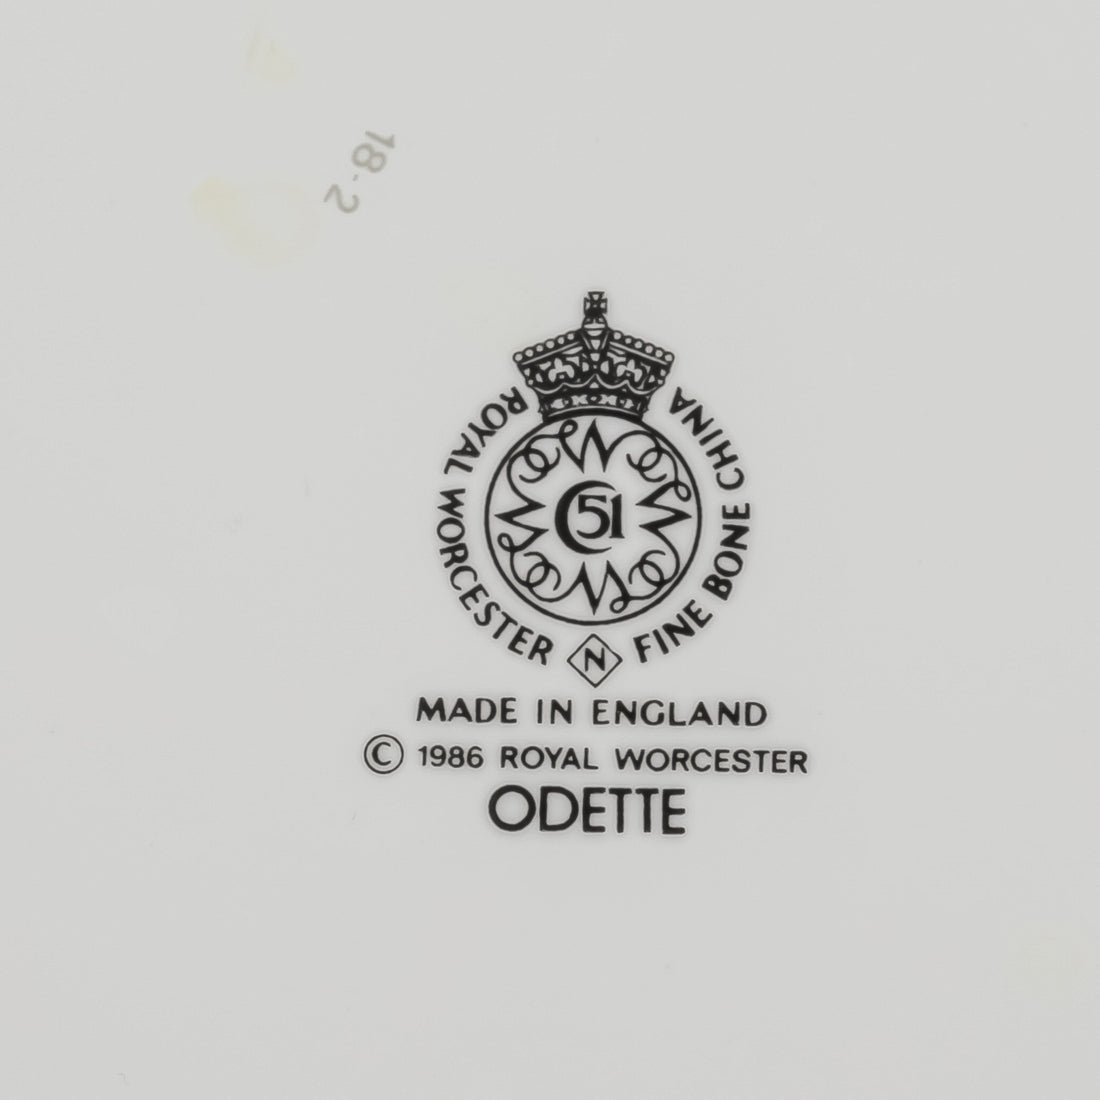 18·2
ROYAL WORCESTER FINE BONE CHINA
51
N
MADE IN ENGLAND
© 1986 ROYAL WORCESTER
ODETTE